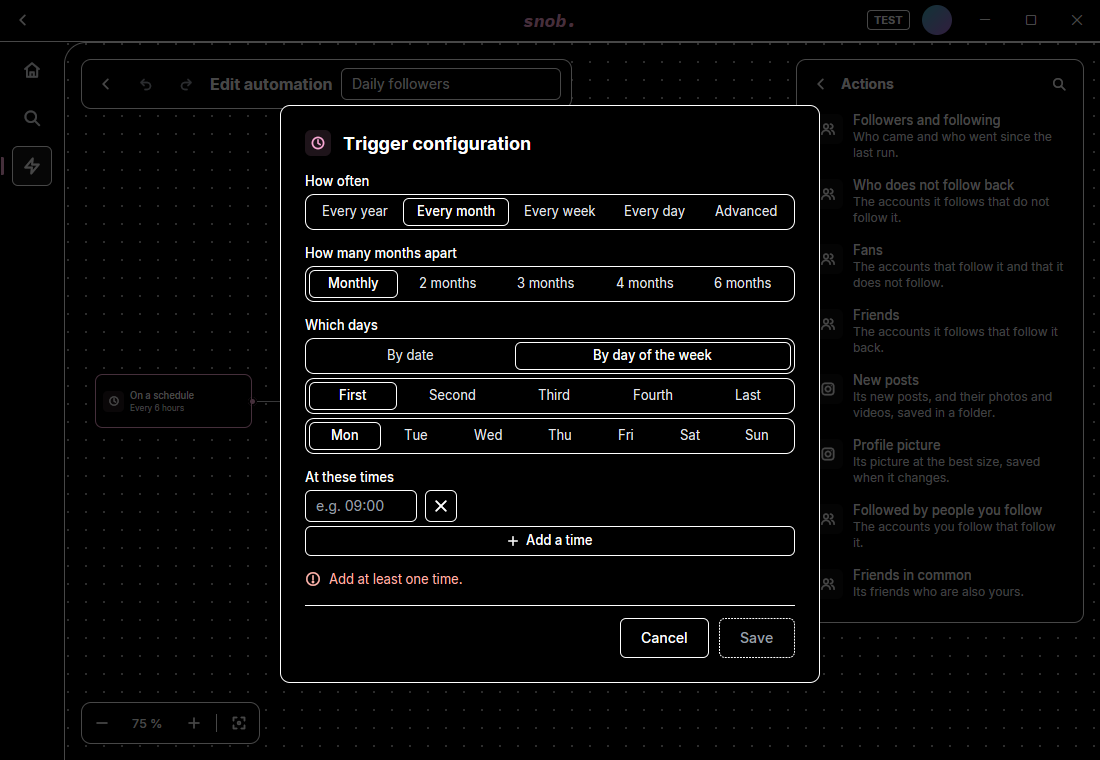 snob.
TEST
Edit automation
Daily followers
Actions
Followers and following
Who came and who went since the
last run.
Who does not follow back
The accounts it follows that do not
follow it.
Fans
The accounts that follow it and that it
does not follow.
Friends
The accounts it follows that follow it
back.
New posts
Its new posts, and their photos and
videos, saved in a folder.
Profile picture
Its picture at the best size, saved
when it changes.
Followed by people you follow
The accounts you follow that follow
it.
Friends in common
Its friends who are also yours.
On a schedule
Every 6 hours
Trigger configuration
How often
Every year Every month Every week Every day Advanced
How many months apart
Monthly 2 months 3 months 4 months 6 months
Which days
By date By day of the week
First Second Third Fourth Last
Mon Tue Wed Thu Fri Sat Sun
At these times
e.g. 09:00
+ Add a time
Add at least one time.
Cancel Save
75 %